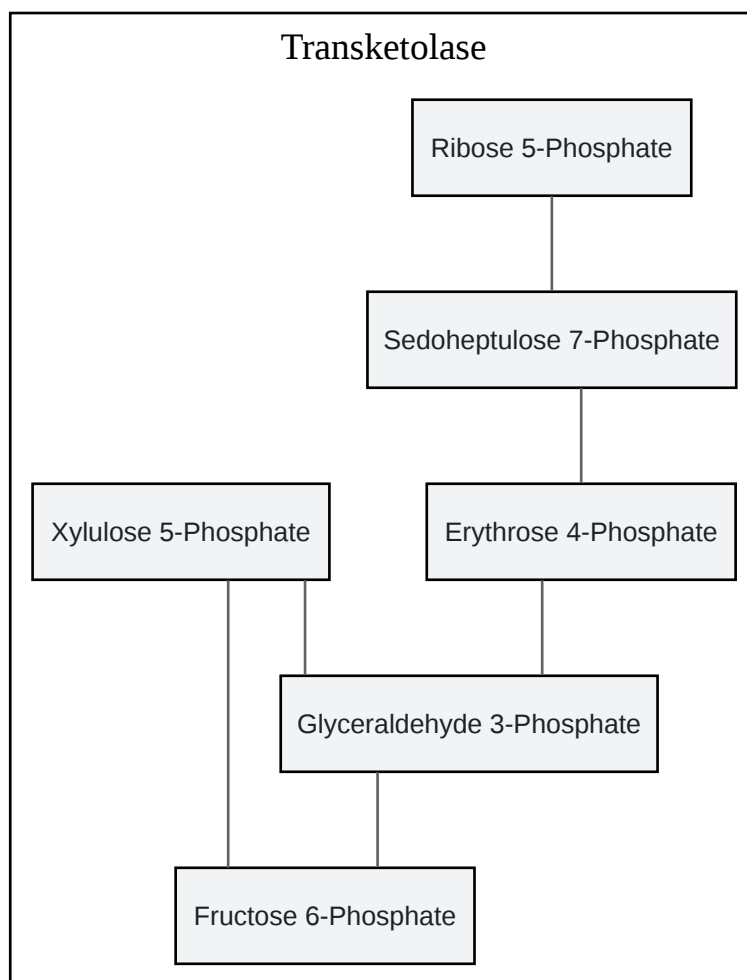 Transketolase
Ribose 5-Phosphate
Sedoheptulose 7-Phosphate
Xylulose 5-Phosphate
Erythrose 4-Phosphate
Glyceraldehyde 3-Phosphate
Fructose 6-Phosphate